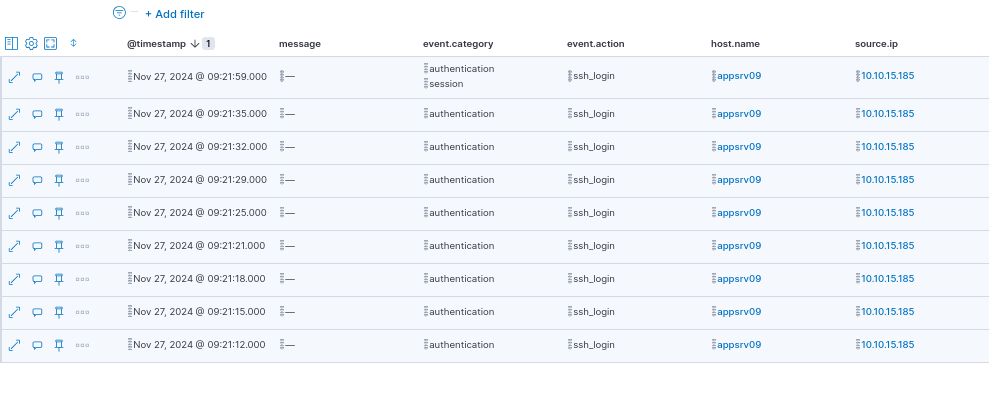 + Add filter
@timestamp 1 message event.category event.action host.name source.ip
Nov 27, 2024 @ 09:21:59.000 — authentication ssh_login appsrv09 10.10.15.185
session
Nov 27, 2024 @ 09:21:35.000 — authentication ssh_login appsrv09 10.10.15.185
Nov 27, 2024 @ 09:21:32.000 — authentication ssh_login appsrv09 10.10.15.185
Nov 27, 2024 @ 09:21:29.000 — authentication ssh_login appsrv09 10.10.15.185
Nov 27, 2024 @ 09:21:25.000 — authentication ssh_login appsrv09 10.10.15.185
Nov 27, 2024 @ 09:21:21.000 — authentication ssh_login appsrv09 10.10.15.185
Nov 27, 2024 @ 09:21:18.000 — authentication ssh_login appsrv09 10.10.15.185
Nov 27, 2024 @ 09:21:15.000 — authentication ssh_login appsrv09 10.10.15.185
Nov 27, 2024 @ 09:21:12.000 — authentication ssh_login appsrv09 10.10.15.185